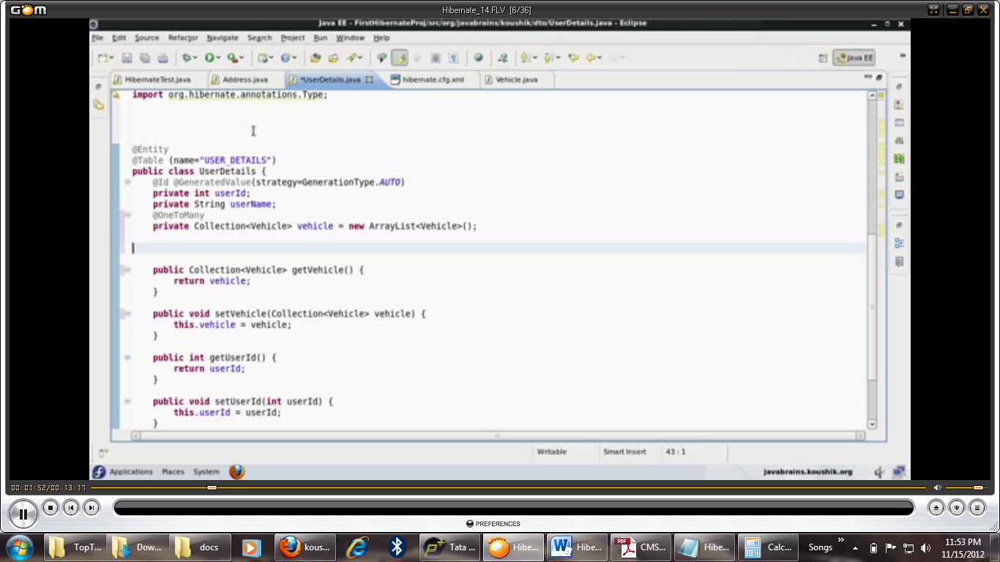 GOM
Hibernate_14.FLV [6/36]
Java EE - FirstHibernateProj/src/org/javabrains/koushik/dto/UserDetails.java - Eclipse
File Edit Source Refactor Navigate Search Project Run Window Help
Java EE
HibernateTest.java
Address.java
*UserDetails.java
hibernate.cfg.xml
Vehicle.java
import org.hibernate.annotations.Type;
@Entity
@Table (name="USER_DETAILS")
public class UserDetails {
@Id @GeneratedValue(strategy=GenerationType.AUTO)
private int userId;
private String userName;
@OneToMany
private Collection<Vehicle> vehicle = new ArrayList<Vehicle>();
public Collection<Vehicle> getVehicle() {
return vehicle;
}
public void setVehicle(Collection<Vehicle> vehicle) {
this.vehicle = vehicle;
}
public int getUserId() {
return userId;
}
public void setUserId(int userId) {
this.userId = userId;
}
Writable
Smart Insert
43 : 1
Applications Places System
javabrains.koushik.org
00:01:52/00:13:17
PREFERENCES
TopT...
Dow...
docs
kous...
Tata ...
Hibe...
Hibe...
PDF
CMS...
Hibe...
Calc...
Songs
11:53 PM
11/15/2012